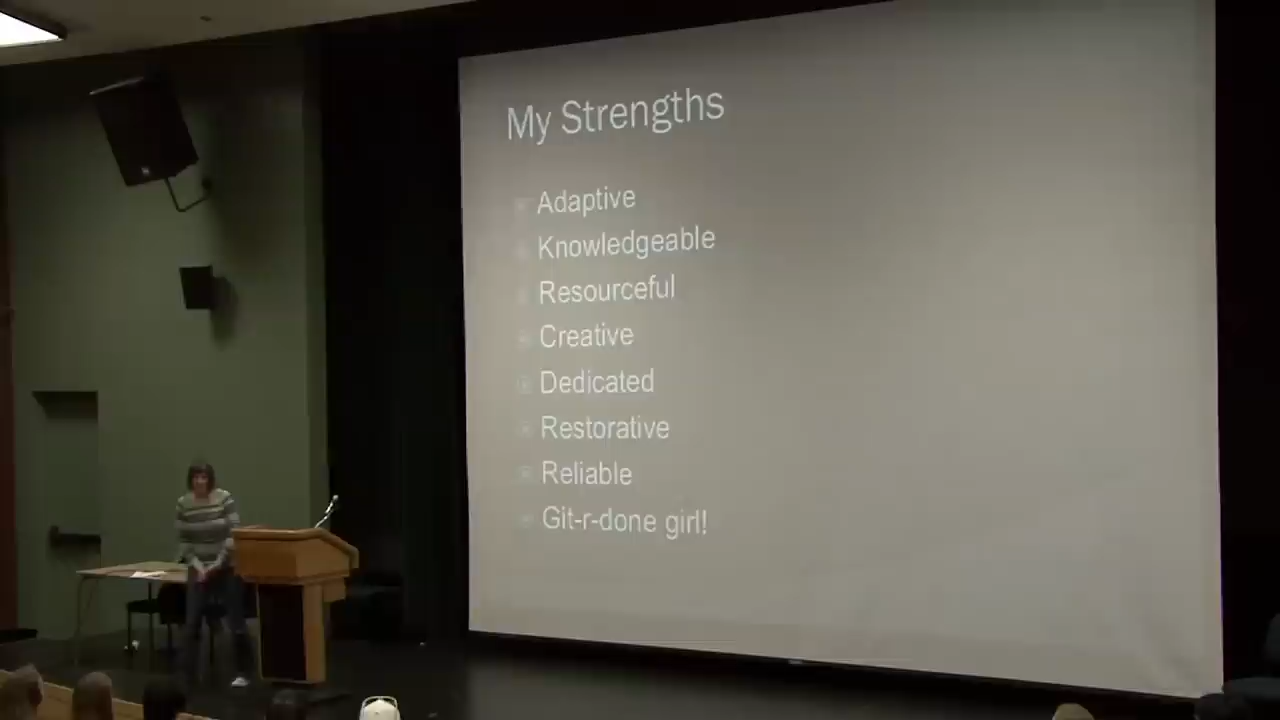 My Strengths
Adaptive
Knowledgeable
Resourceful
Creative
Dedicated
Restorative
Reliable
Git-r-done girl!